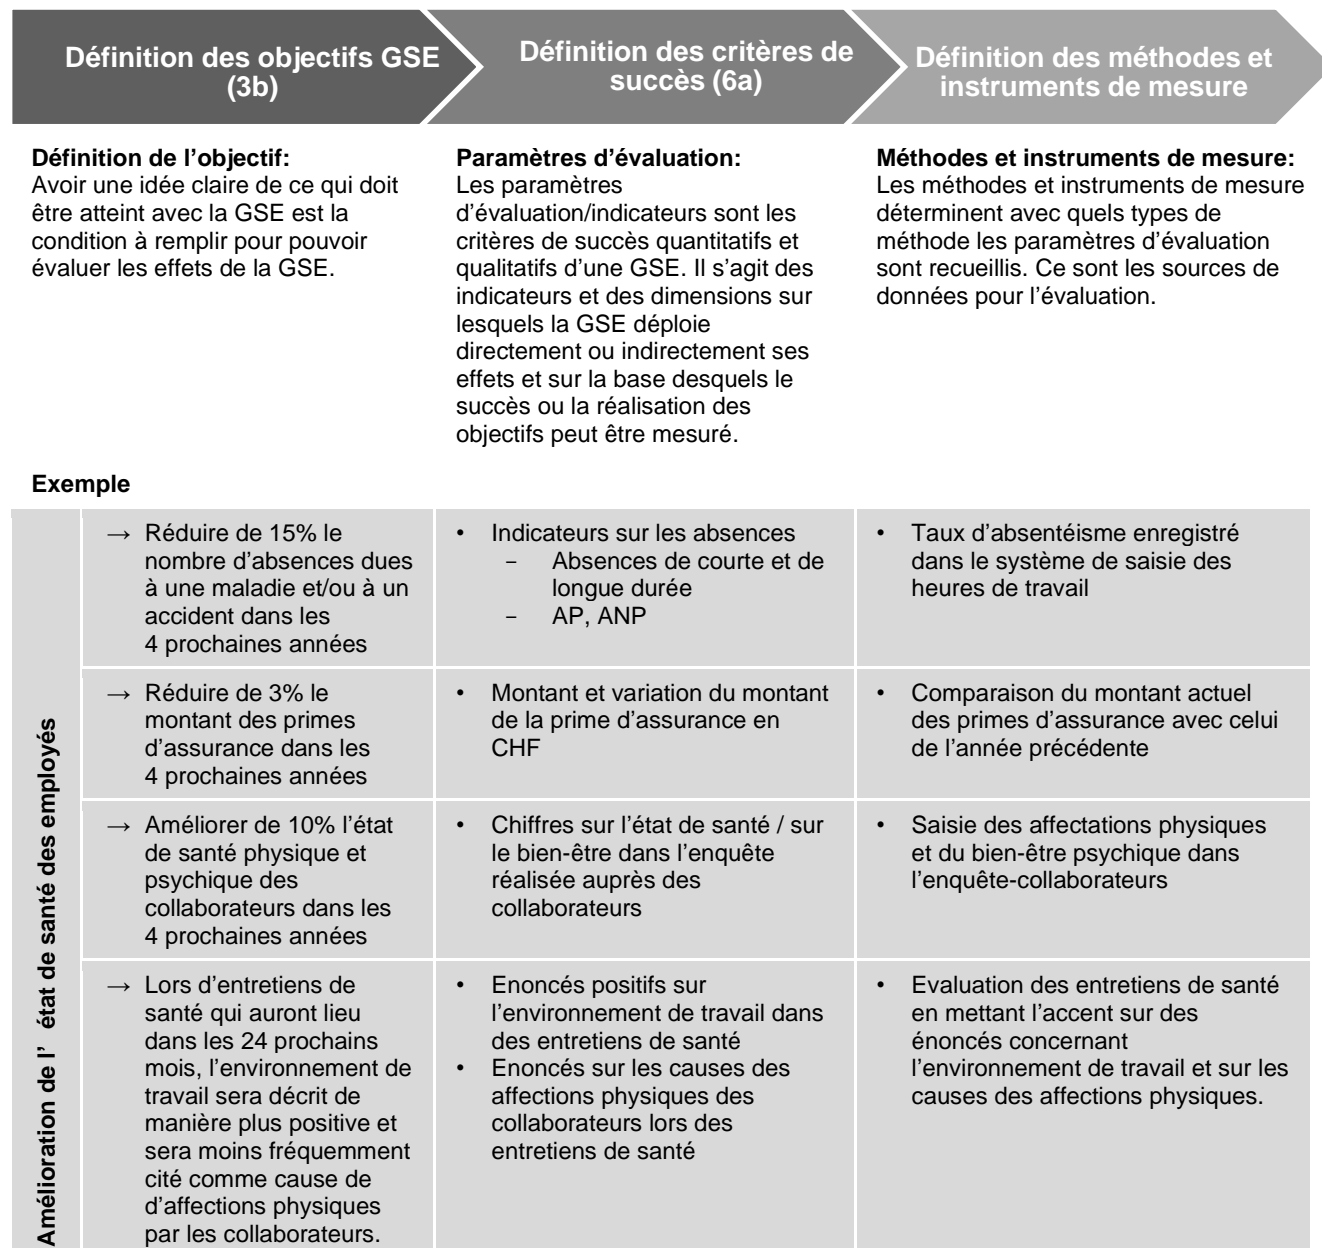 Définition des objectifs GSE
(3b)
Définition des critères de
succès (6a)
Définition des méthodes et
instruments de mesure
Définition de l’objectif:
Avoir une idée claire de ce qui doit
être atteint avec la GSE est la
condition à remplir pour pouvoir
évaluer les effets de la GSE.
Paramètres d’évaluation:
Les paramètres
d’évaluation/indicateurs sont les
critères de succès quantitatifs et
qualitatifs d’une GSE. Il s’agit des
indicateurs et des dimensions sur
lesquels la GSE déploie
directement ou indirectement ses
effets et sur la base desquels le
succès ou la réalisation des
objectifs peut être mesuré.
Méthodes et instruments de mesure:
Les méthodes et instruments de mesure
déterminent avec quels types de
méthode les paramètres d’évaluation
sont recueillis. Ce sont les sources de
données pour l’évaluation.
Exemple
Amélioration de l’ état de santé des employés
→ Réduire de 15% le
nombre d’absences dues
à une maladie et/ou à un
accident dans les
4 prochaines années
• Indicateurs sur les absences
– Absences de courte et de
longue durée
– AP, ANP
• Taux d’absentéisme enregistré
dans le système de saisie des
heures de travail
→ Réduire de 3% le
montant des primes
d’assurance dans les
4 prochaines années
• Montant et variation du montant
de la prime d’assurance en
CHF
• Comparaison du montant actuel
des primes d’assurance avec celui
de l’année précédente
→ Améliorer de 10% l’état
de santé physique et
psychique des
collaborateurs dans les
4 prochaines années
• Chiffres sur l’état de santé / sur
le bien-être dans l’enquête
réalisée auprès des
collaborateurs
• Saisie des affectations physiques
et du bien-être psychique dans
l’enquête-collaborateurs
→ Lors d’entretiens de
santé qui auront lieu
dans les 24 prochains
mois, l’environnement de
travail sera décrit de
manière plus positive et
sera moins fréquemment
cité comme cause de
d’affections physiques
par les collaborateurs.
• Enoncés positifs sur
l’environnement de travail dans
des entretiens de santé
• Enoncés sur les causes des
affections physiques des
collaborateurs lors des
entretiens de santé
• Evaluation des entretiens de santé
en mettant l’accent sur des
énoncés concernant
l’environnement de travail et sur les
causes des affections physiques.